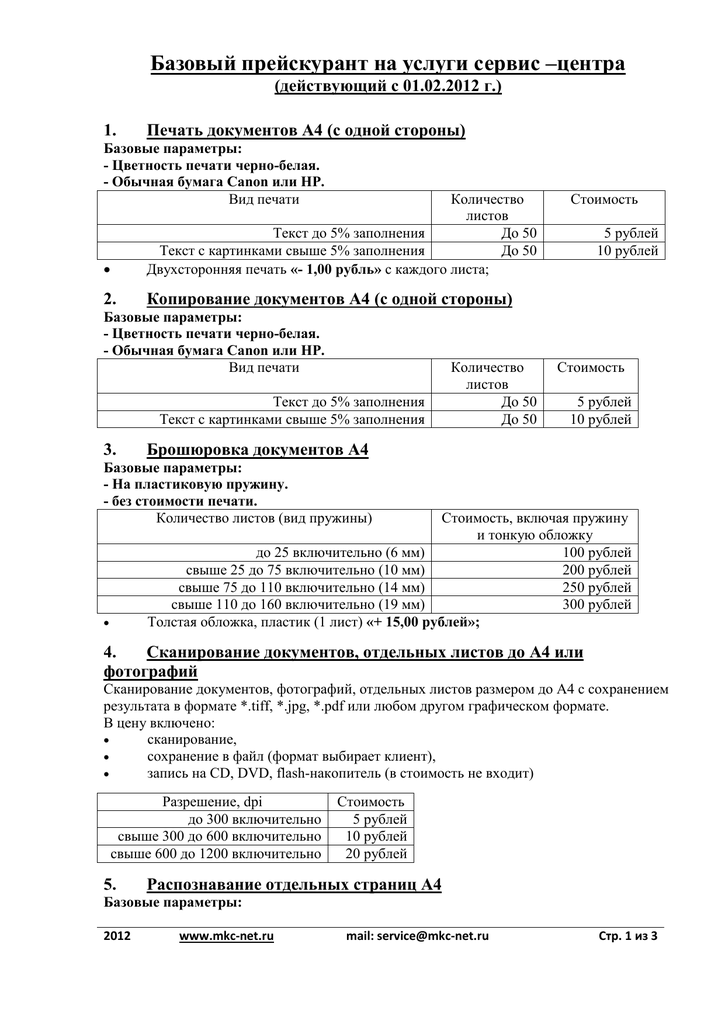 Базовый прейскурант на услуги сервис –центра
(действующий с 01.02.2012 г.)
1. Печать документов А4 (с одной стороны)
Базовые параметры:
- Цветность печати черно-белая.
- Обычная бумага Canon или HP.
Вид печати Количество листов Стоимость
Текст до 5% заполнения До 50 5 рублей
Текст с картинками свыше 5% заполнения До 50 10 рублей
• Двухсторонняя печать «- 1,00 рубль» с каждого листа;
2. Копирование документов А4 (с одной стороны)
Базовые параметры:
- Цветность печати черно-белая.
- Обычная бумага Canon или HP.
Вид печати Количество листов Стоимость
Текст до 5% заполнения До 50 5 рублей
Текст с картинками свыше 5% заполнения До 50 10 рублей
3. Брошюровка документов А4
Базовые параметры:
- На пластиковую пружину.
- без стоимости печати.
Количество листов (вид пружины) Стоимость, включая пружину и тонкую обложку
до 25 включительно (6 мм) 100 рублей
свыше 25 до 75 включительно (10 мм) 200 рублей
свыше 75 до 110 включительно (14 мм) 250 рублей
свыше 110 до 160 включительно (19 мм) 300 рублей
• Толстая обложка, пластик (1 лист) «+ 15,00 рублей»;
4. Сканирование документов, отдельных листов до А4 или
фотографий
Сканирование документов, фотографий, отдельных листов размером до А4 с сохранением
результата в формате *.tiff, *.jpg, *.pdf или любом другом графическом формате.
В цену включено:
• сканирование,
• сохранение в файл (формат выбирает клиент),
• запись на CD, DVD, flash-накопитель (в стоимость не входит)
Разрешение, dpi Стоимость
до 300 включительно 5 рублей
свыше 300 до 600 включительно 10 рублей
свыше 600 до 1200 включительно 20 рублей
5. Распознавание отдельных страниц А4
Базовые параметры:
2012 www.mkc-net.ru mail: service@mkc-net.ru Стр. 1 из 3